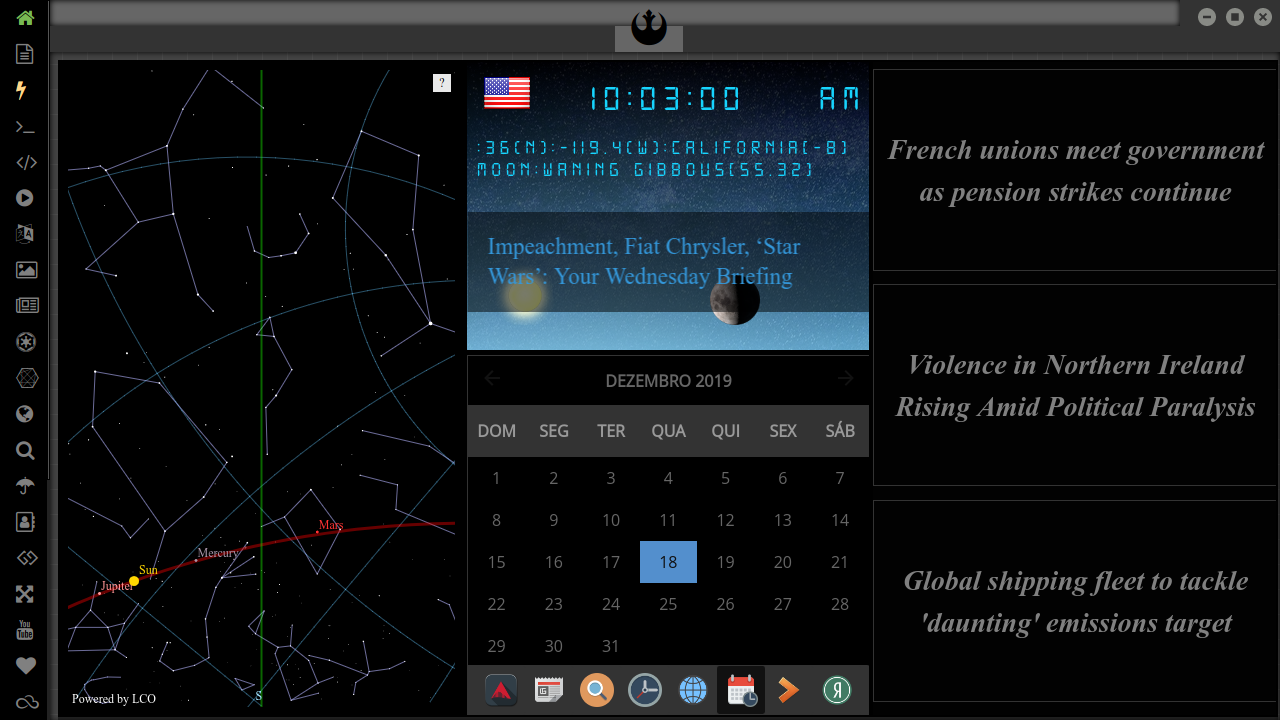 ?
Mars
Mercury
Sun
Jupiter
Powered by LCO
S
10:03:00 AM
:36(N):-119.4(W):CALIFORNIA(-8)
MOON:WANING GIBBOUS(55.32)
Impeachment, Fiat Chrysler, ‘Star
Wars’: Your Wednesday Briefing
DEZEMBRO 2019
DOM SEG TER QUA QUI SEX SÁB
1 2 3 4 5 6 7
8 9 10 11 12 13 14
15 16 17 18 19 20 21
22 23 24 25 26 27 28
29 30 31
French unions meet government
as pension strikes continue
Violence in Northern Ireland
Rising Amid Political Paralysis
Global shipping fleet to tackle
'daunting' emissions target
You
Tube
Я